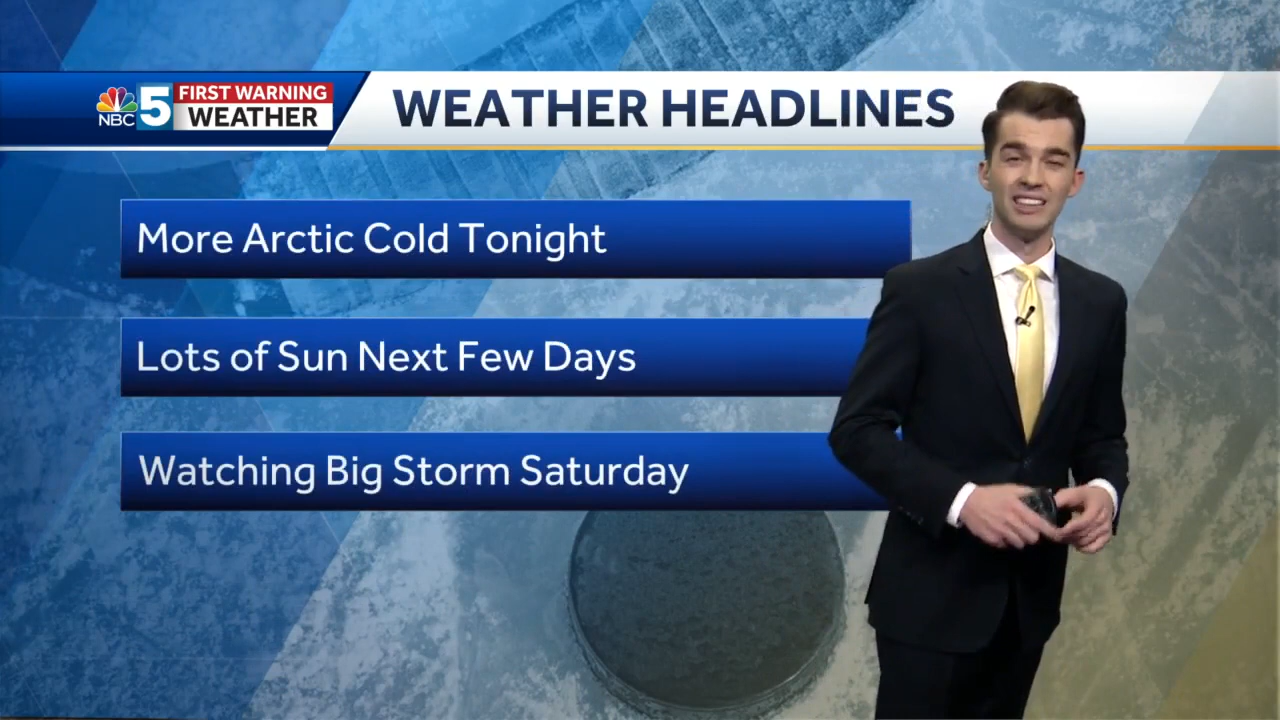 NBC 5 FIRST WARNING
WEATHER
WEATHER HEADLINES
More Arctic Cold Tonight
Lots of Sun Next Few Days
Watching Big Storm Saturday